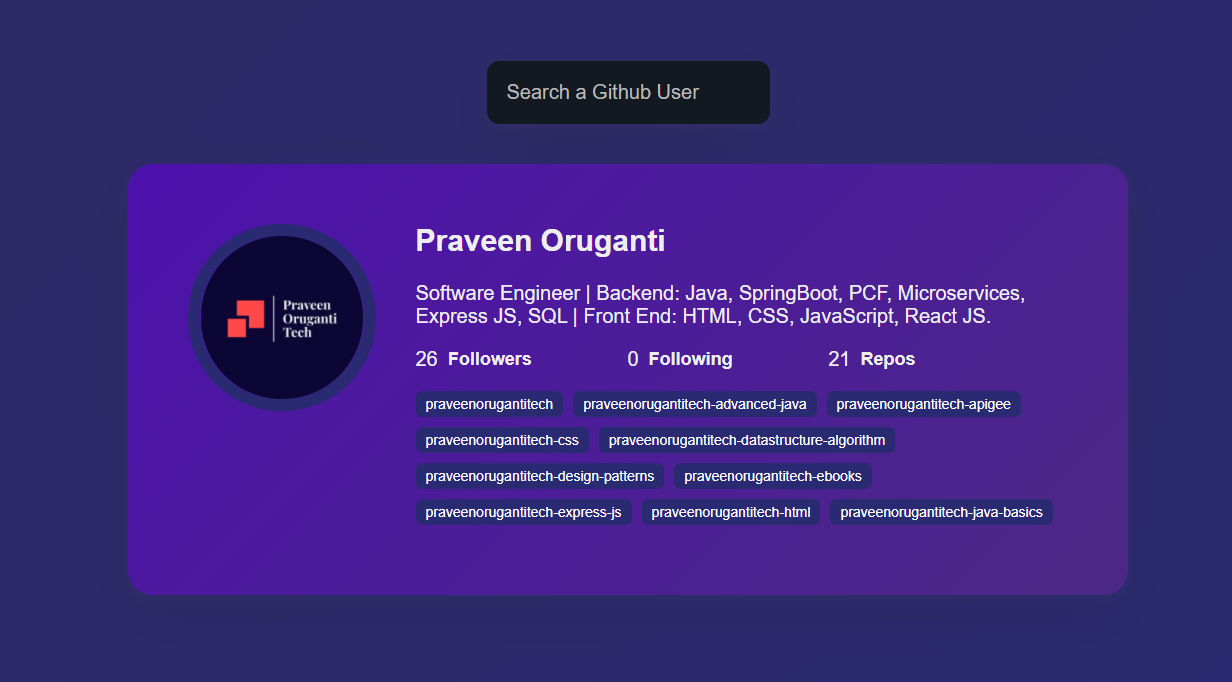 Search a Github User
Praveen
Oruganti
Tech
Praveen Oruganti
Software Engineer | Backend: Java, SpringBoot, PCF, Microservices,
Express JS, SQL | Front End: HTML, CSS, JavaScript, React JS.
26 Followers 0 Following 21 Repos
praveenorugantitech praveenorugantitech-advanced-java praveenorugantitech-apigee
praveenorugantitech-css praveenorugantitech-datastructure-algorithm
praveenorugantitech-design-patterns praveenorugantitech-ebooks
praveenorugantitech-express-js praveenorugantitech-html praveenorugantitech-java-basics